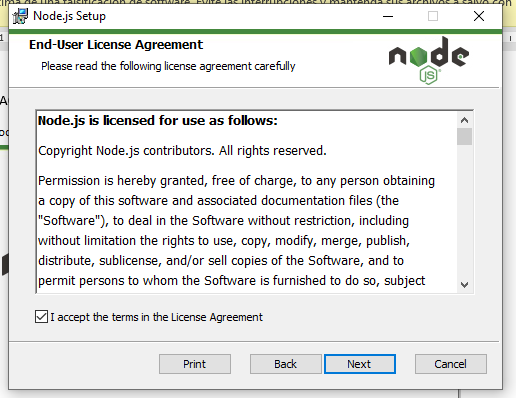 tima de una falsificación de software. Evite las interrupciones y mantenga sus archivos a salvo con
Node.js Setup
End-User License Agreement
Please read the following license agreement carefully
node
JS
Node.js is licensed for use as follows:
Copyright Node.js contributors. All rights reserved.
Permission is hereby granted, free of charge, to any person obtaining
a copy of this software and associated documentation files (the
"Software"), to deal in the Software without restriction, including
without limitation the rights to use, copy, modify, merge, publish,
distribute, sublicense, and/or sell copies of the Software, and to
permit persons to whom the Software is furnished to do so, subject
I accept the terms in the License Agreement
Print
Back
Next
Cancel